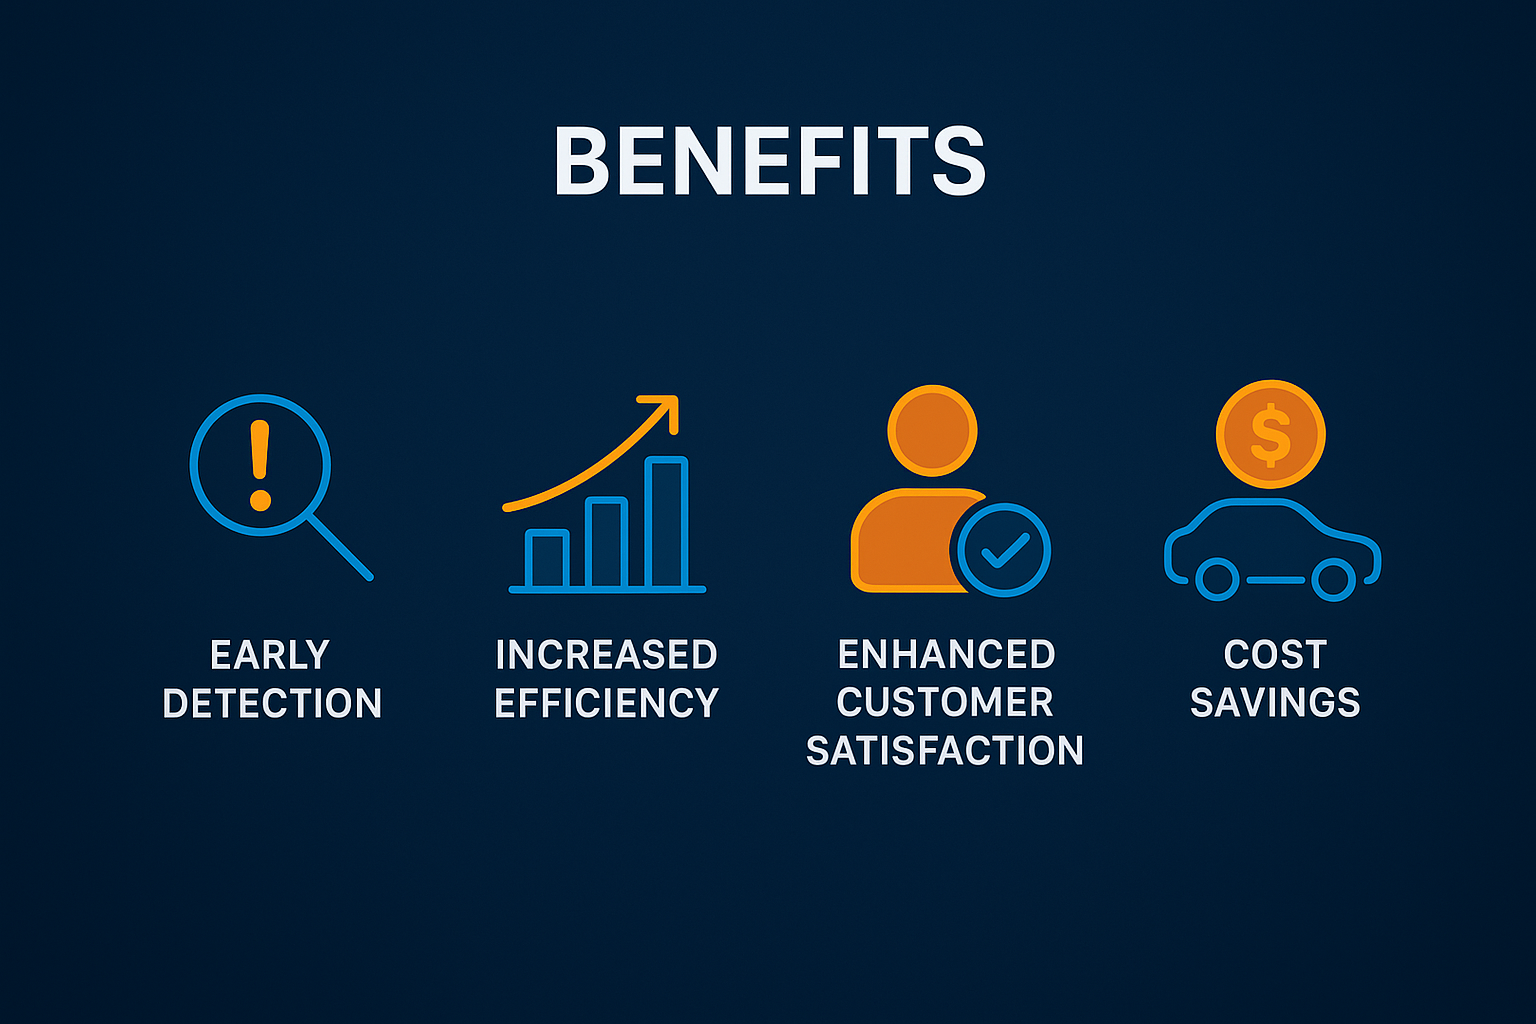 BENEFITS
!
$
EARLY
DETECTION
INCREASED
EFFICIENCY
ENHANCED
CUSTOMER
SATISFACTION
COST
SAVINGS